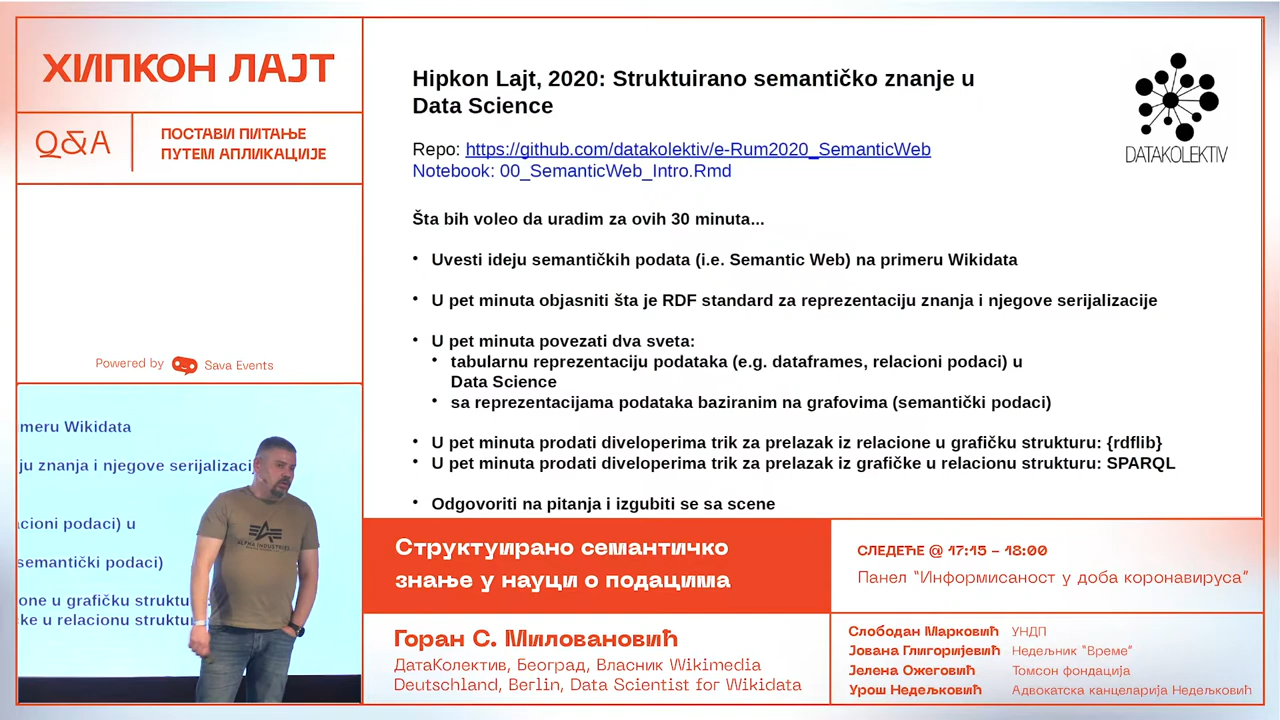 ХИПКОН ЛАЈТ
Q&A
ПОСТАВИ ПИТАЊЕ
ПУТЕМ АПЛИКАЦИЈЕ
Powered by Sava Events
Hipkon Lajt, 2020: Struktuirano semantičko znanje u
Data Science
Repo: https://github.com/datakolektiv/e-Rum2020_SemanticWeb
Notebook: 00_SemanticWeb_Intro.Rmd
DATAKOLEKTIV
Šta bih voleo da uradim za ovih 30 minuta...
• Uvesti ideju semantičkih podata (i.e. Semantic Web) na primeru Wikidata
• U pet minuta objasniti šta je RDF standard za reprezentaciju znanja i njegove serijalizacije
• U pet minuta povezati dva sveta:
• tabularnu reprezentaciju podataka (e.g. dataframes, relacioni podaci) u
Data Science
• sa reprezentacijama podataka baziranim na grafovima (semantički podaci)
• U pet minuta prodati diveloperima trik za prelazak iz relacione u grafičku strukturu: {rdflib}
• U pet minuta prodati diveloperima trik za prelazak iz grafičke u relacionu strukturu: SPARQL
• Odgovoriti na pitanja i izgubiti se sa scene
meru Wikidata
ju znanja i njegove serijalizaci
acioni podaci) u
semantički podaci)
one u grafičku struktu
ke u relacionu struktu
ALPHA INDUSTRIES
Структуирано семантичко
знање у науци о подацима
Горан С. Миловановић
ДатаКолектив, Београд, Власник Wikimedia
Deutschland, Berlin, Data Scientist for Wikidata
СЛЕДЕЋЕ @ 17:15 – 18:00
Панел “Информисаност у доба коронавируса”
Слободан Марковић УНДП
Јована Глигоријевић Недељник “Време”
Јелена Ожеговић Томсон фондација
Урош Недељковић Адвокатска канцеларија Недељковић